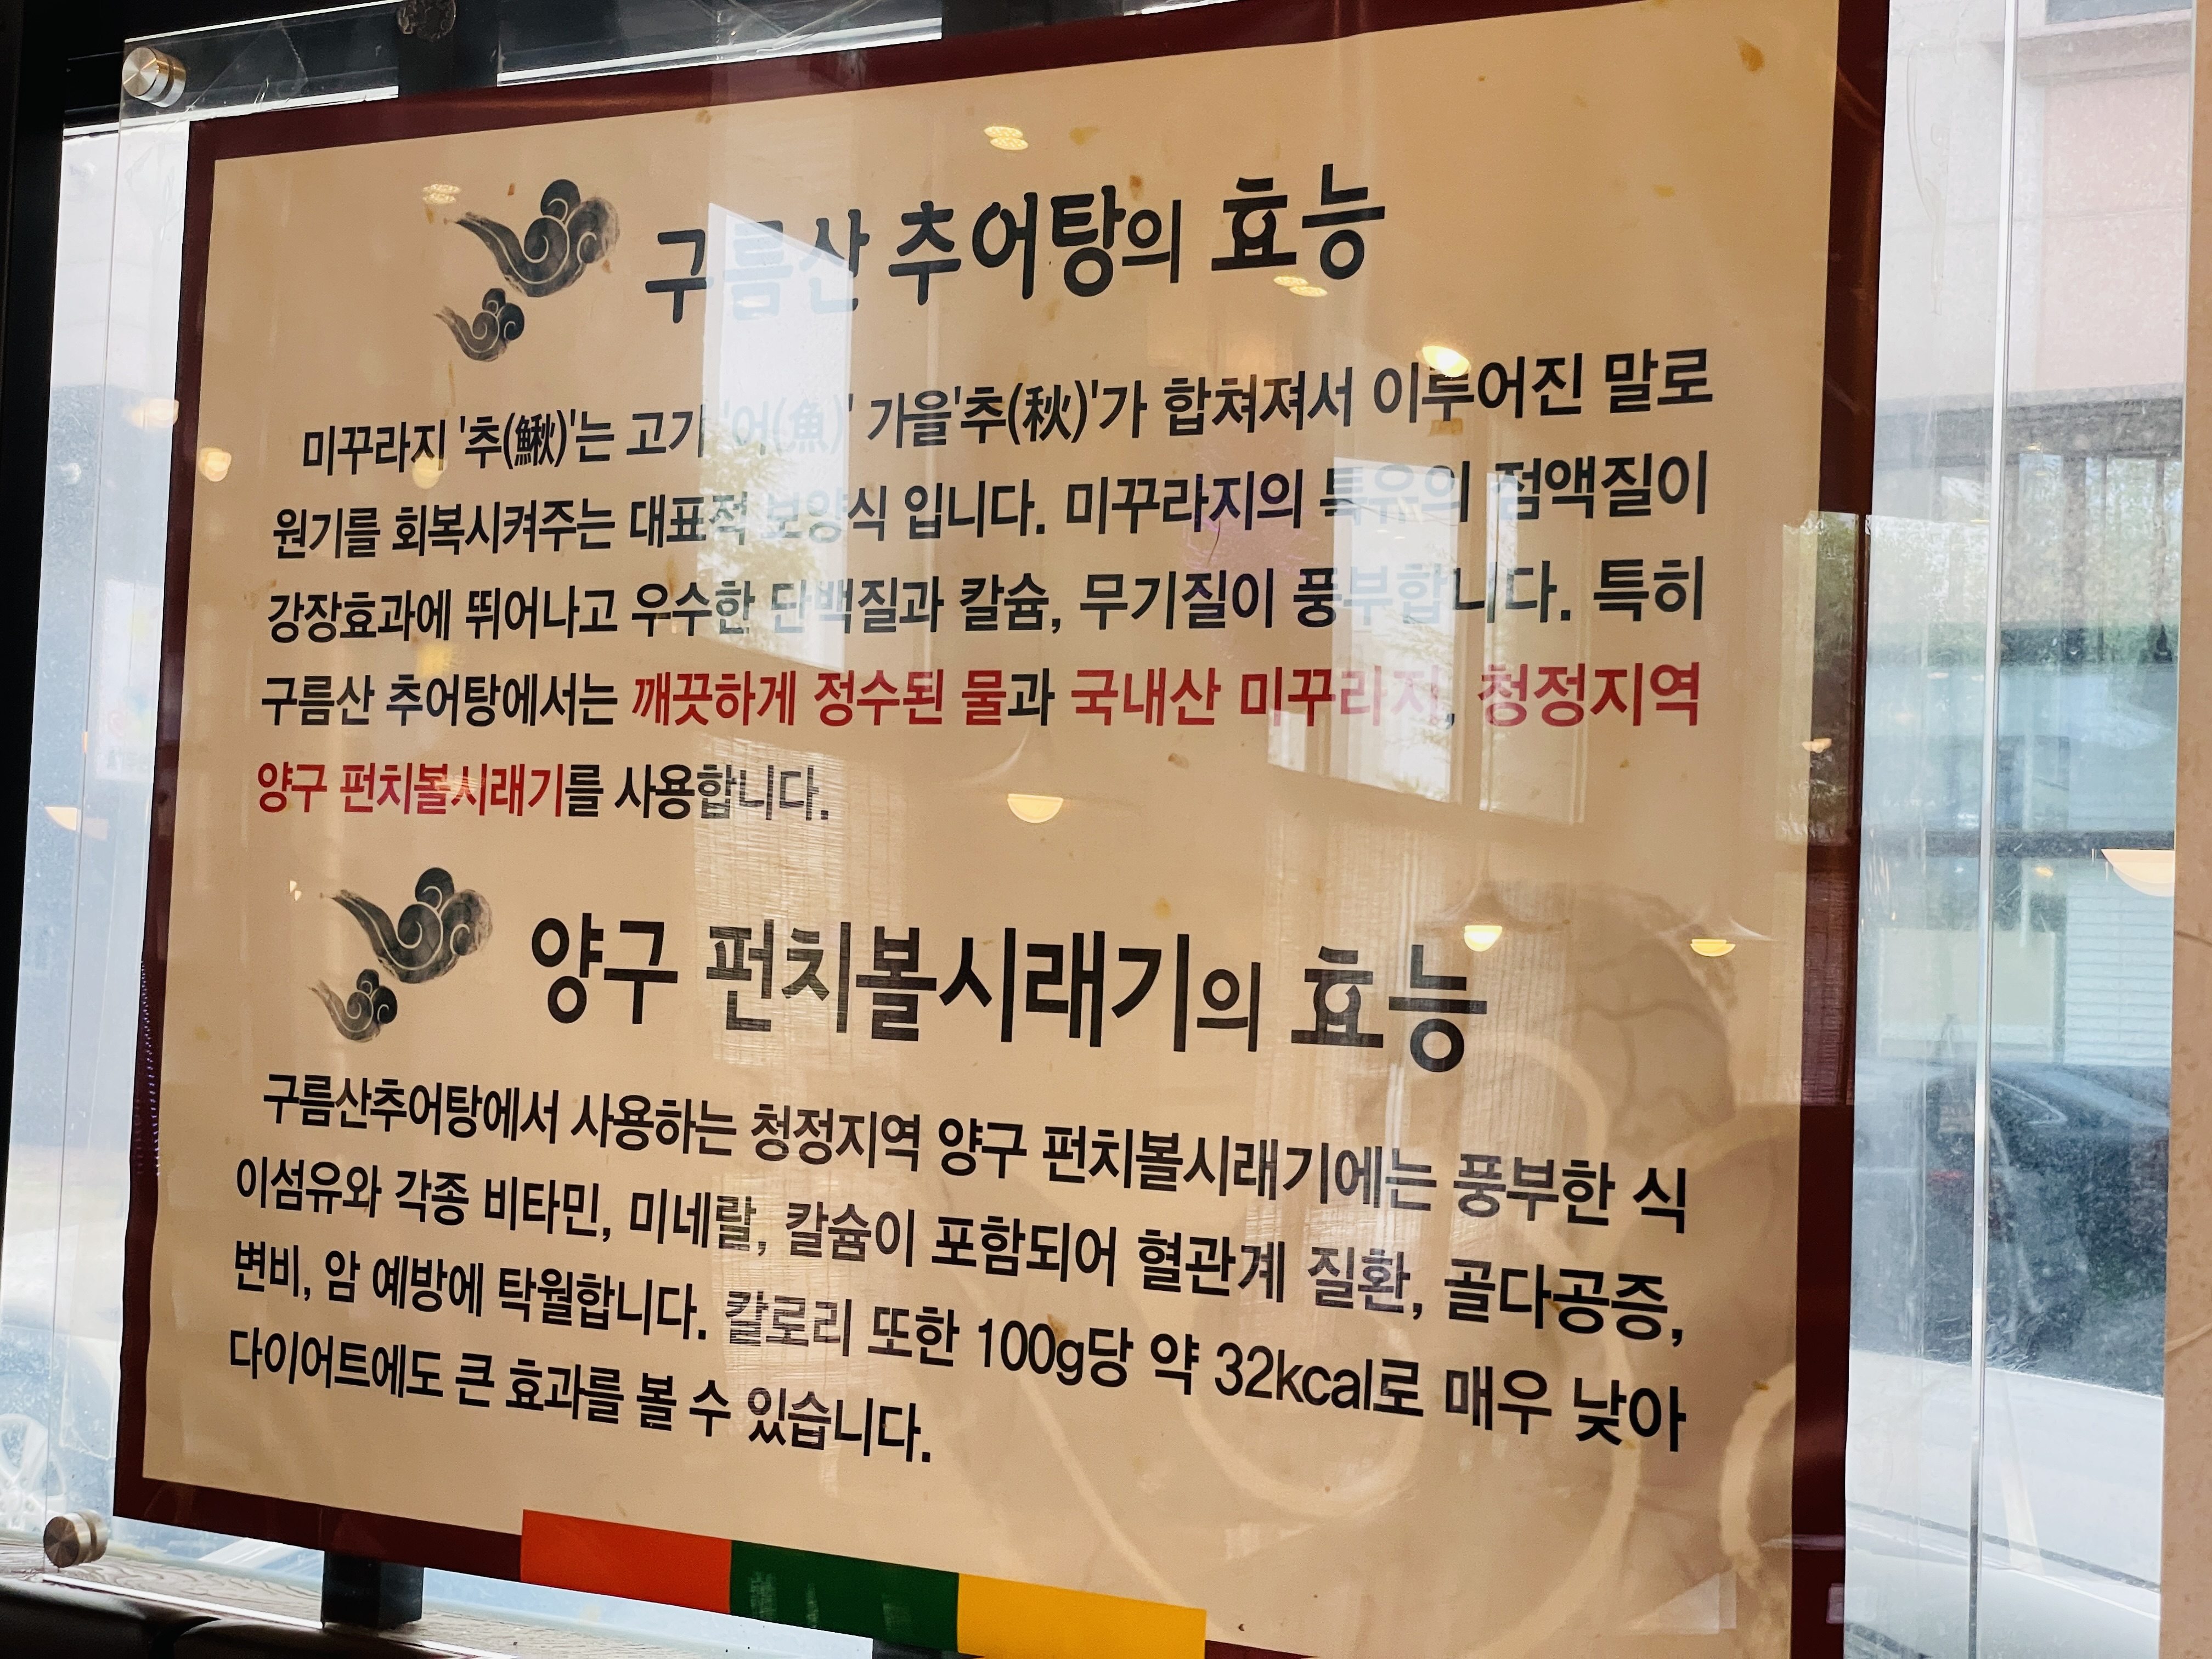 구름산 추어탕의 효능
미꾸라지 '추(鰍)'는 고기 '어(魚)' 가을'추(秋)'가 합쳐져서 이루어진 말로
원기를 회복시켜주는 대표적 보양식 입니다. 미꾸라지의 특유의 점액질이
강장효과에 뛰어나고 우수한 단백질과 칼슘, 무기질이 풍부합니다. 특히
구름산 추어탕에서는 깨끗하게 정수된 물과 국내산 미꾸라지, 청정지역
양구 펀치볼시래기를 사용합니다.
양구 펀치볼시래기의 효능
구름산추어탕에서 사용하는 청정지역 양구 펀치볼시래기에는 풍부한 식
이섬유와 각종 비타민, 미네랄, 칼슘이 포함되어 혈관계 질환, 골다공증,
변비, 암 예방에 탁월합니다. 칼로리 또한 100g당 약 32kcal로 매우 낮아
다이어트에도 큰 효과를 볼 수 있습니다.